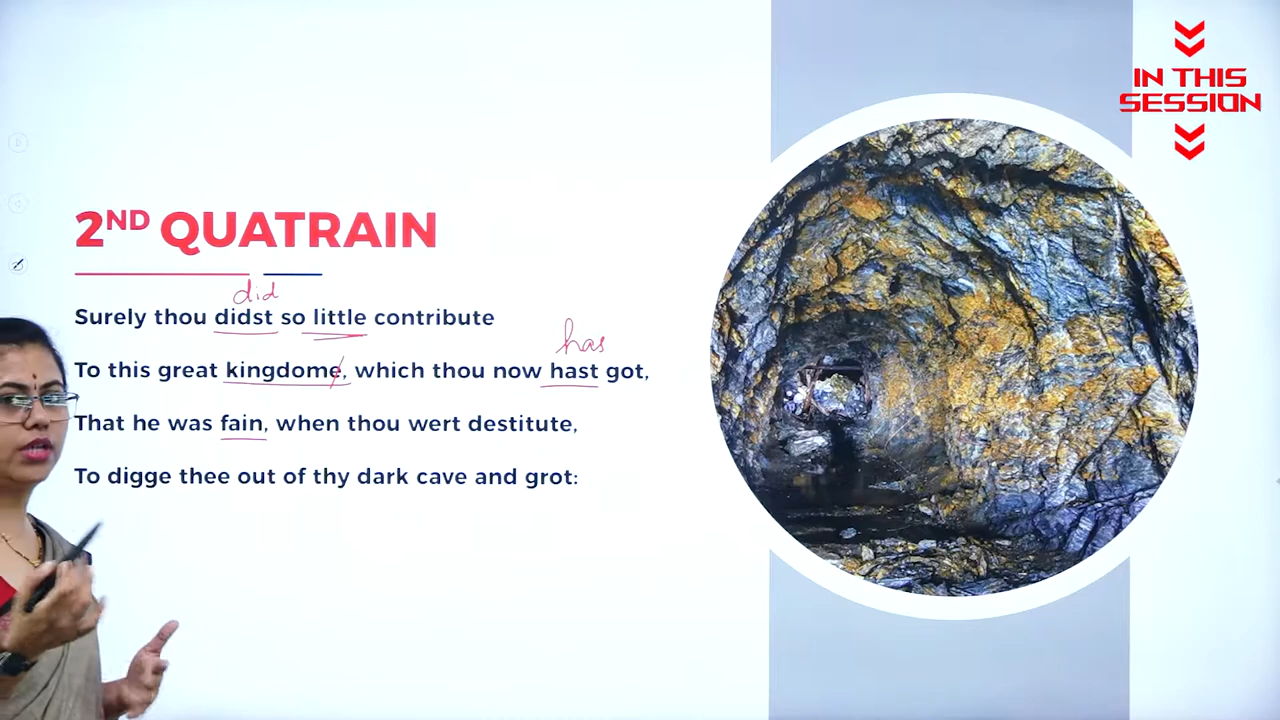 IN THIS
SESSION
2ND QUATRAIN
did
Surely thou didst so little contribute
has
To this great kingdome, which thou now hast got,
That he was fain, when thou wert destitute,
To digge thee out of thy dark cave and grot: